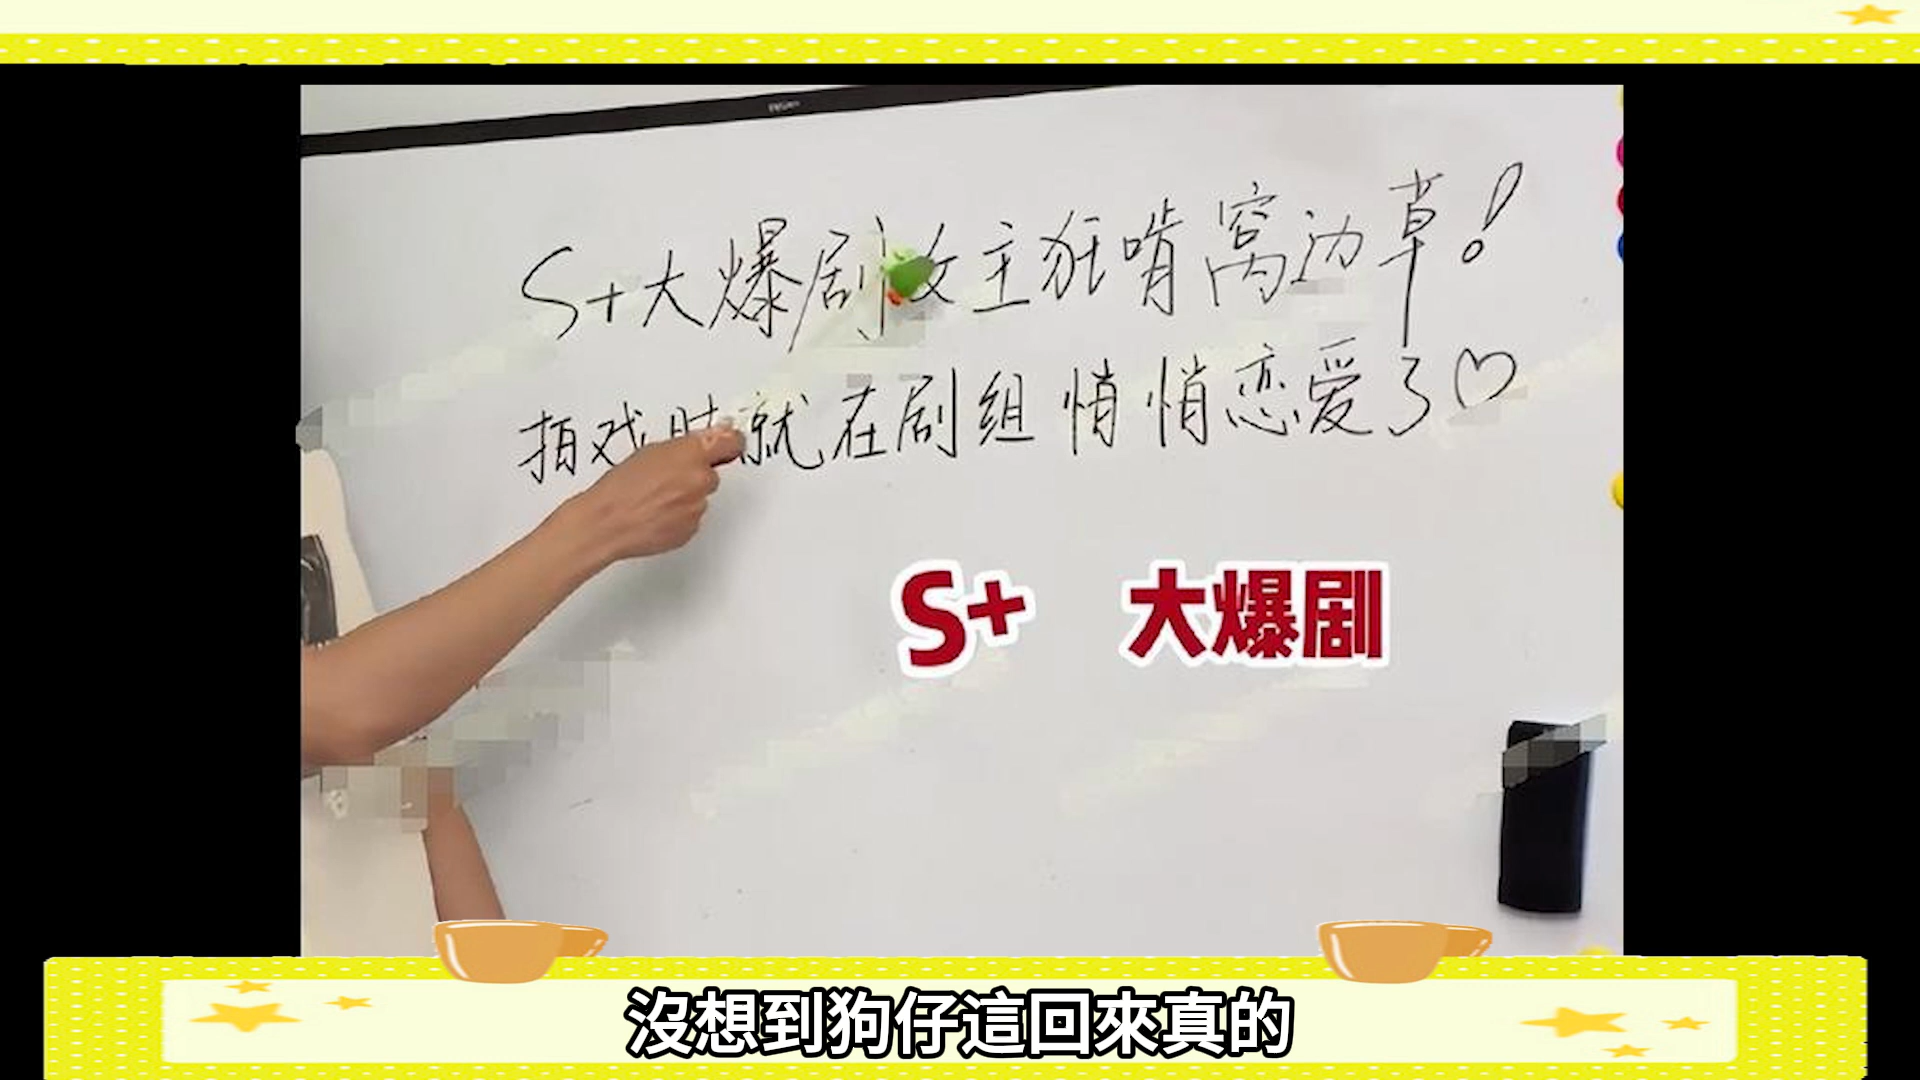 S+大爆剧女主狂啃窝边草!
拍戏时就在剧组悄悄恋爱了♡
S+ 大爆剧
沒想到狗仔這回來真的